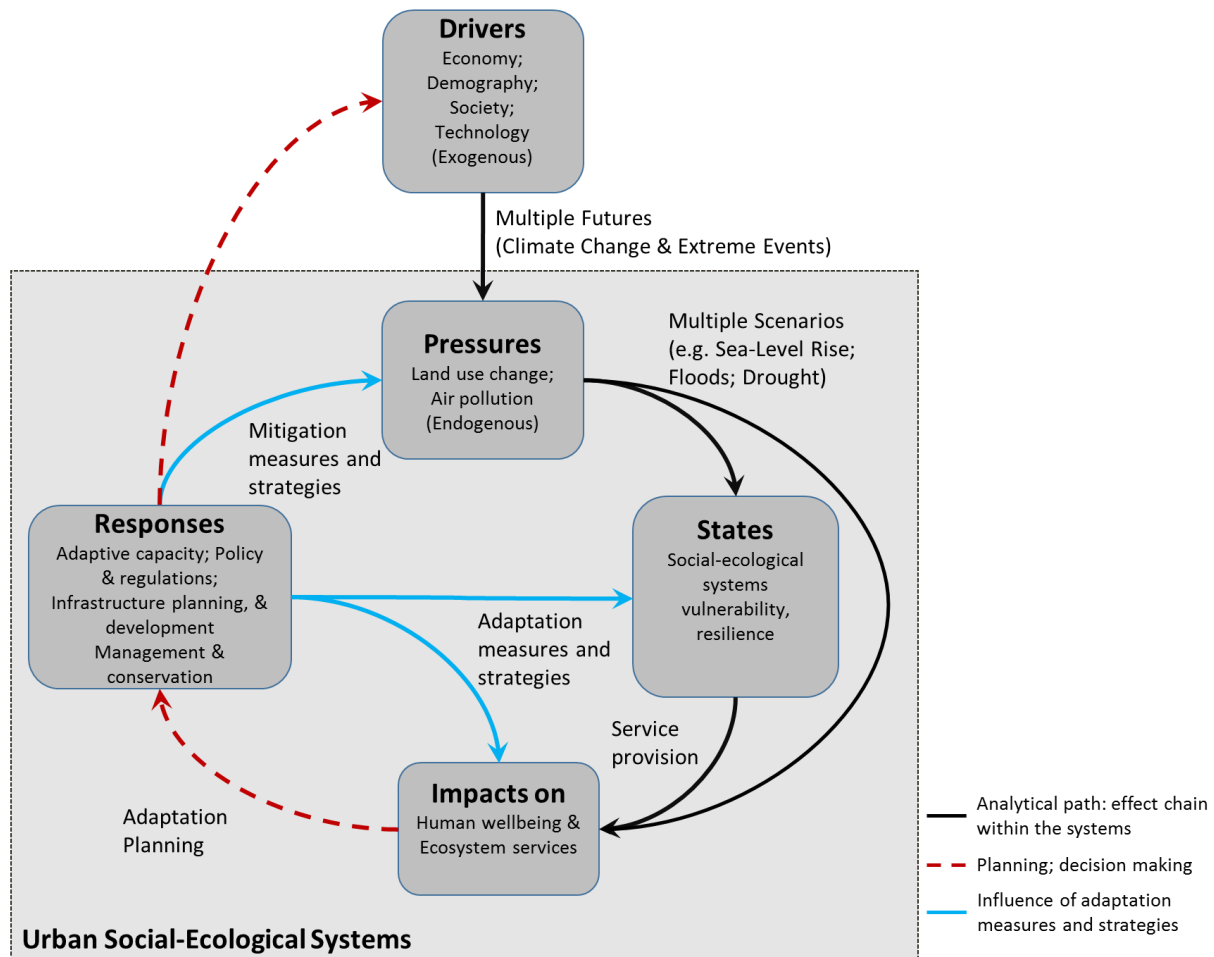 Drivers
Economy;
Demography;
Society;
Technology
(Exogenous)
Multiple Futures
(Climate Change & Extreme Events)
Pressures
Land use change;
Air pollution
(Endogenous)
Multiple Scenarios
(e.g. Sea-Level Rise;
Floods; Drought)
Mitigation
measures and
strategies
Responses
Adaptive capacity; Policy
& regulations;
Infrastructure planning, &
development
Management &
conservation
States
Social-ecological
systems
vulnerability,
resilience
Adaptation
measures and
strategies
Service
provision
Impacts on
Human wellbeing &
Ecosystem services
Adaptation
Planning
Analytical path: effect chain
within the systems
Planning; decision making
Influence of adaptation
measures and strategies
Urban Social-Ecological Systems